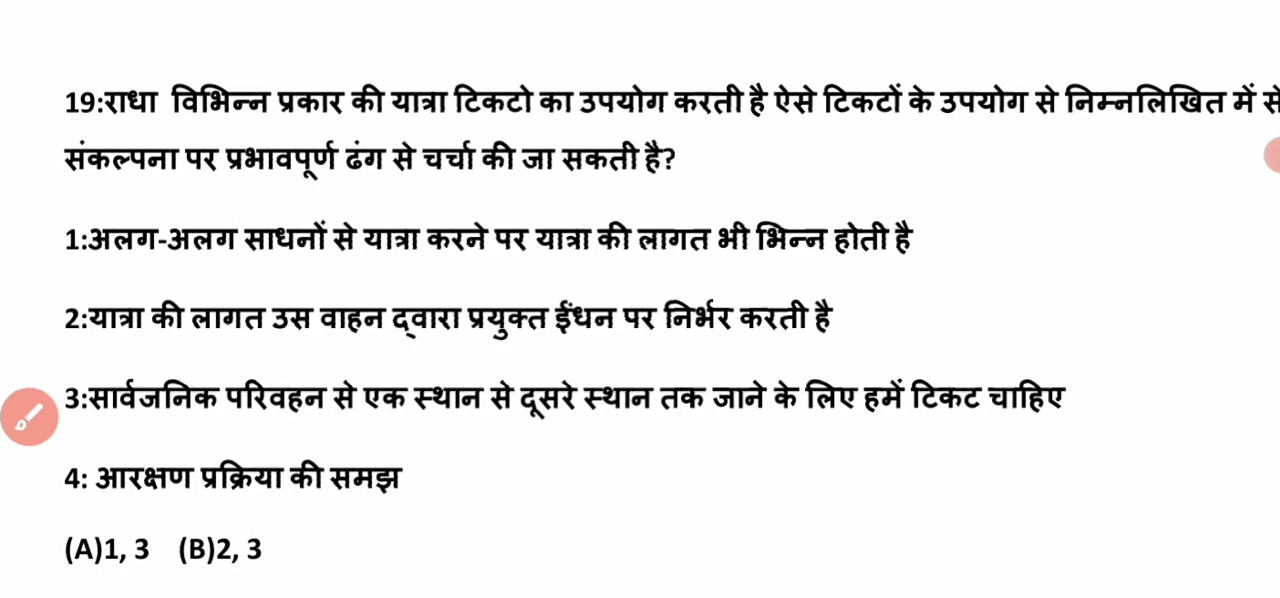 19:राधा विभिन्न प्रकार की यात्रा टिकटो का उपयोग करती है ऐसे टिकटों के उपयोग से निम्नलिखित में से
संकल्पना पर प्रभावपूर्ण ढंग से चर्चा की जा सकती है?
1:अलग-अलग साधनों से यात्रा करने पर यात्रा की लागत भी भिन्न होती है
2:यात्रा की लागत उस वाहन द्वारा प्रयुक्त ईंधन पर निर्भर करती है
3:सार्वजनिक परिवहन से एक स्थान से दूसरे स्थान तक जाने के लिए हमें टिकट चाहिए
4: आरक्षण प्रक्रिया की समझ
(A)1, 3 (B)2, 3